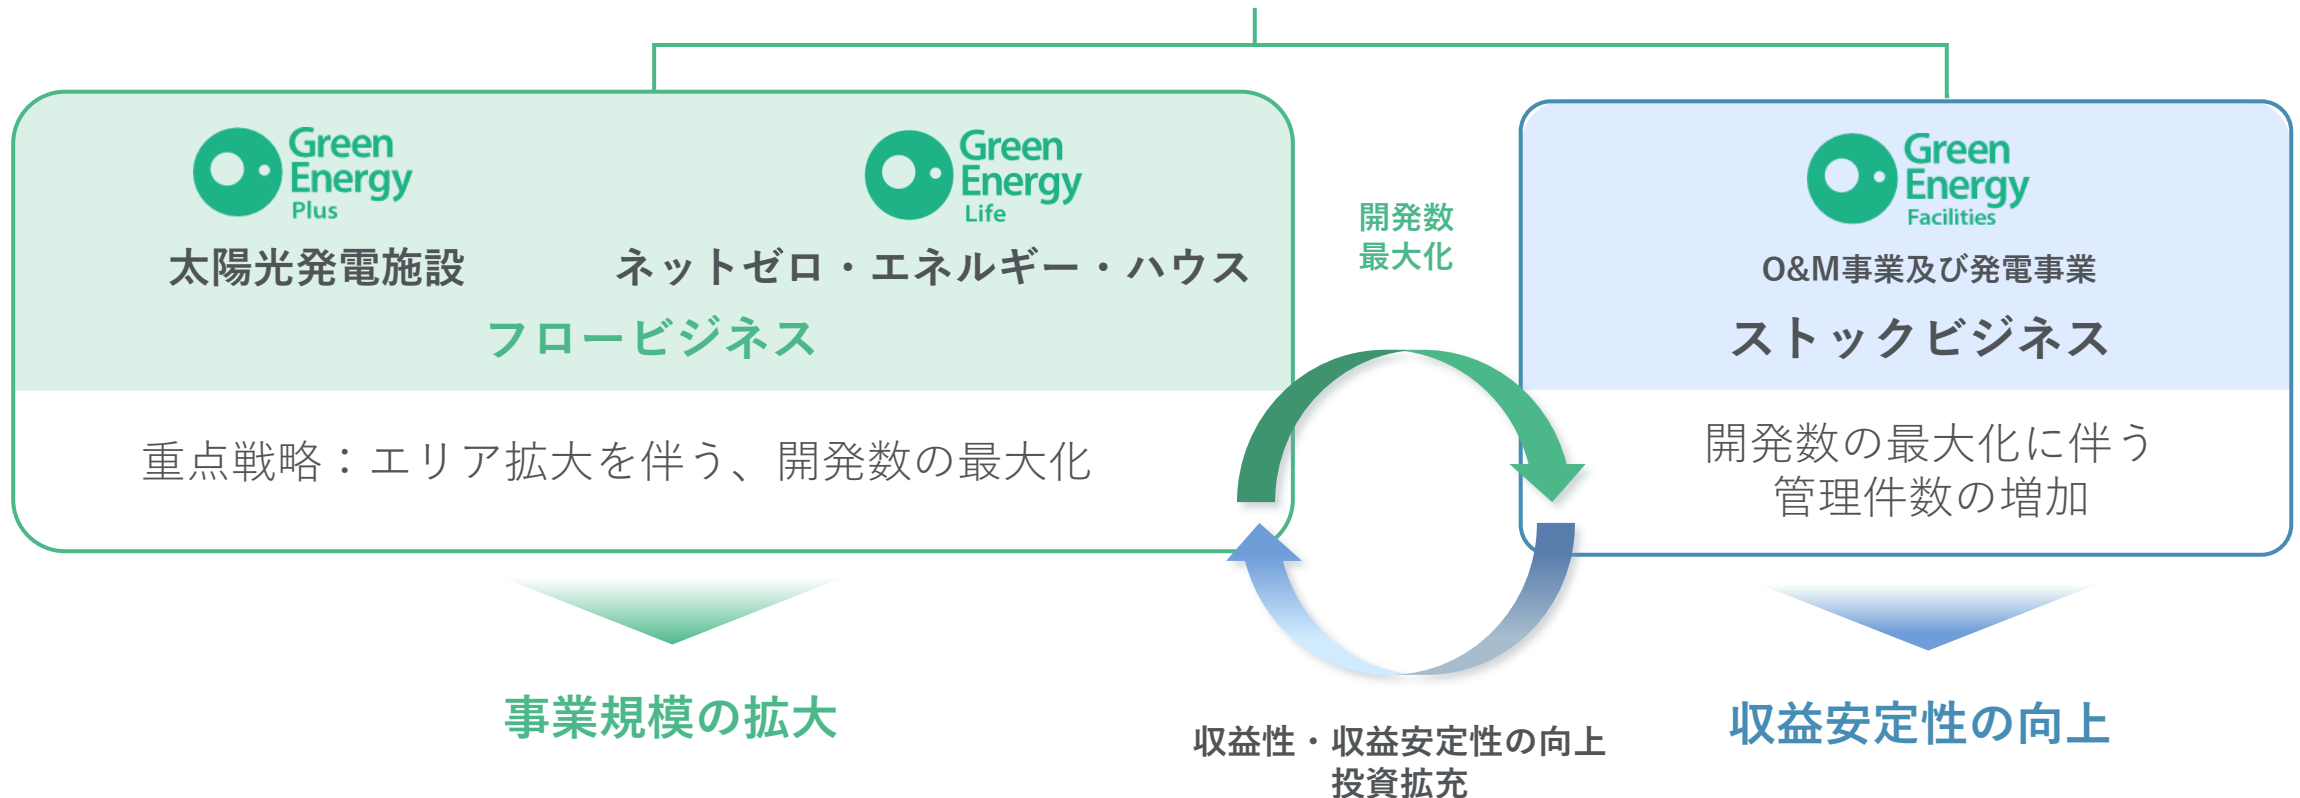 Green
Energy
Plus
太陽光発電施設
Green
Energy
Life
ネットゼロ・エネルギー・ハウス
フロービジネス
重点戦略：エリア拡大を伴う、開発数の最大化
事業規模の拡大
開発数
最大化
収益性・収益安定性の向上
投資拡充
Green
Energy
Facilities
O&M事業及び発電事業
ストックビジネス
開発数の最大化に伴う
管理件数の増加
収益安定性の向上